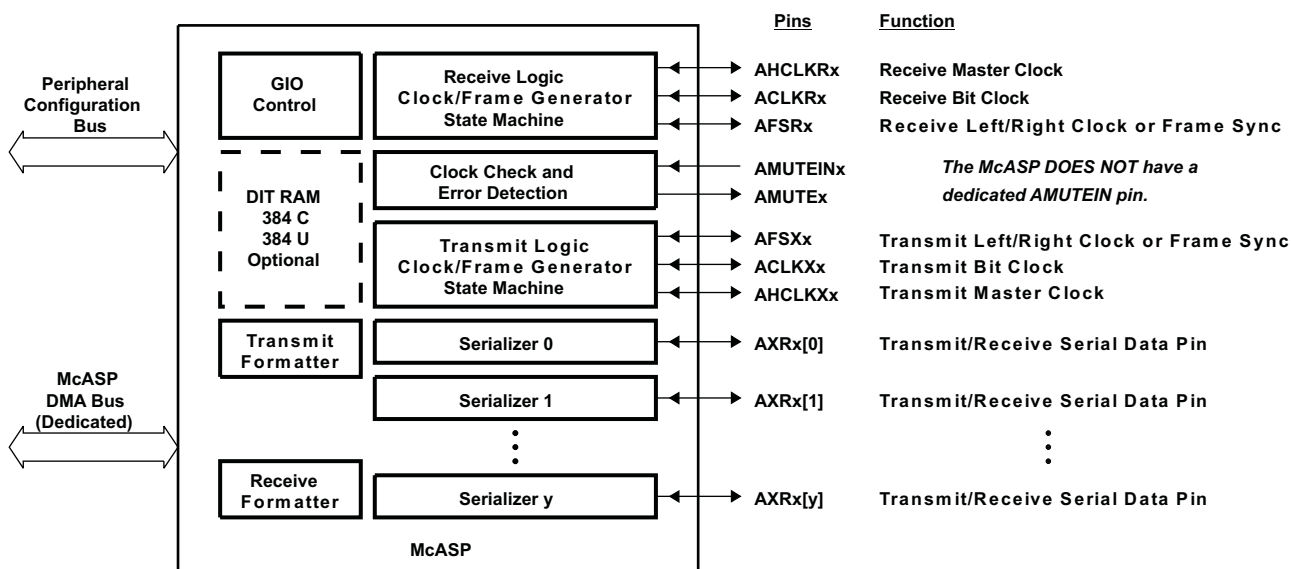 Pins Function
Peripheral
Configuration
Bus
GIO
Control
Receive Logic
Clock/Frame Generator
State Machine
AHCLKRx Receive Master Clock
ACLKRx Receive Bit Clock
AFSRx Receive Left/Right Clock or Frame Sync
DIT RAM
384 C
384 U
Optional
Clock Check and
Error Detection
AMUTEINx
AMUTEx
The McASP DOES NOT have a
dedicated AMUTEIN pin.
Transmit Logic
Clock/Frame Generator
State Machine
AFSXx Transmit Left/Right Clock or Frame Sync
ACLKXx Transmit Bit Clock
AHCLKXx Transmit Master Clock
Transmit
Formatter
Serializer 0
AXRx[0] Transmit/Receive Serial Data Pin
McASP
DMA Bus
(Dedicated)
Serializer 1
AXRx[1] Transmit/Receive Serial Data Pin
Receive
Formatter
Serializer y
AXRx[y] Transmit/Receive Serial Data Pin
McASP